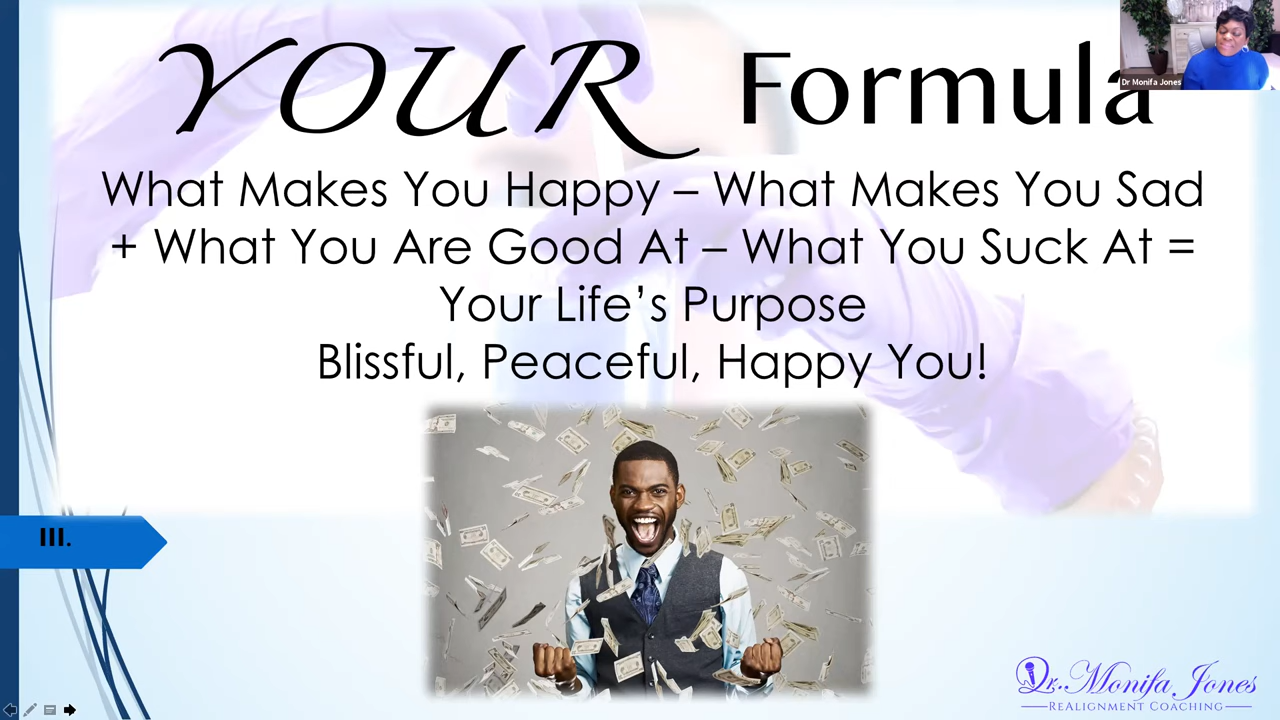 YOUR Formula
Dr Monifa Jones
What Makes You Happy – What Makes You Sad
+ What You Are Good At – What You Suck At =
Your Life’s Purpose
Blissful, Peaceful, Happy You!
III.
Dr. Monifa Jones
REALIGNMENT COACHING